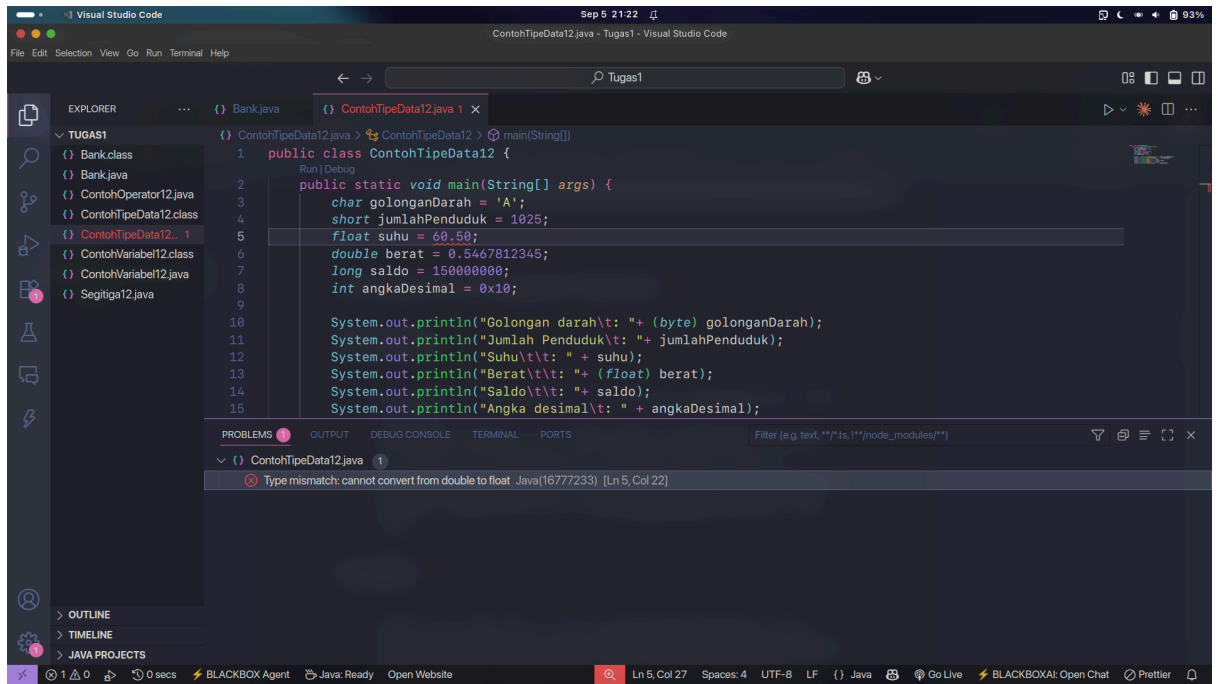 Visual Studio Code
Sep 5 21:22
93%
ContohTipeData12.java - Tugas1 - Visual Studio Code
File Edit Selection View Go Run Terminal Help
Tugas1
EXPLORER
Bank.java
ContohTipeData12.java 1
TUGAS1
Bank.class
Bank.java
ContohOperator12.java
ContohTipeData12.class
ContohTipeData12... 1
ContohVariabel12.class
ContohVariabel12.java
Segitiga12.java
1
OUTLINE
TIMELINE
JAVA PROJECTS
1
ContohTipeData12.java > ContohTipeData12 > main(String[])
1 public class ContohTipeData12 {
Run | Debug
2 public static void main(String[] args) {
3 char golonganDarah = 'A';
4 short jumlahPenduduk = 1025;
5 float suhu = 60.50;
6 double berat = 0.5467812345;
7 long saldo = 150000000;
8 int angkaDesimal = 0x10;
9
10 System.out.println("Golongan darah\t: "+ (byte) golonganDarah);
11 System.out.println("Jumlah Penduduk\t: "+ jumlahPenduduk);
12 System.out.println("Suhu\t\t: " + suhu);
13 System.out.println("Berat\t\t: "+ (float) berat);
14 System.out.println("Saldo\t\t: "+ saldo);
15 System.out.println("Angka desimal\t: " + angkaDesimal);
PROBLEMS 1 OUTPUT DEBUG CONSOLE TERMINAL PORTS
Filter (e.g. text, **/*.ts, !**/node_modules/**)
ContohTipeData12.java 1
Type mismatch: cannot convert from double to float Java(16777233) [Ln 5, Col 22]
1 0 0 secs BLACKBOX Agent Java: Ready Open Website
Ln 5, Col 27 Spaces: 4 UTF-8 LF {} Java Go Live BLACKBOXAI: Open Chat Prettier